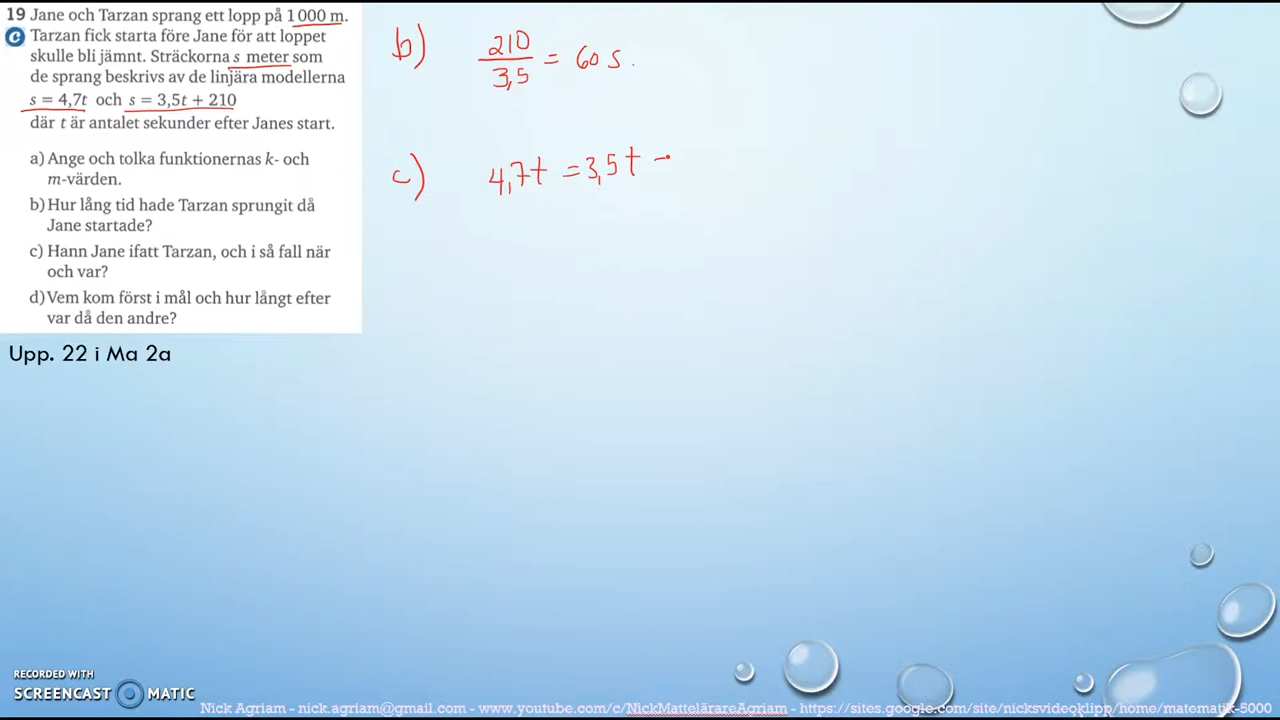 19 Jane och Tarzan sprang ett lopp på 1 000 m.
C Tarzan fick starta före Jane för att loppet
skulle bli jämnt. Sträckorna s meter som
de sprang beskrivs av de linjära modellerna
s = 4,7t och s = 3,5t + 210
där t är antalet sekunder efter Janes start.
a) Ange och tolka funktionernas k- och
m-värden.
b) Hur lång tid hade Tarzan sprungit då
Jane startade?
c) Hann Jane ifatt Tarzan, och i så fall när
och var?
d) Vem kom först i mål och hur långt efter
var då den andre?
Upp. 22 i Ma 2a
b) 210/3,5 = 60 s.
c) 4,7t = 3,5t -
RECORDED WITH
SCREENCAST MATIC
Nick Agriam - nick.agriam@gmail.com - www.youtube.com/c/NickMattelärareAgriam - https://sites.google.com/site/nicksvideoklipp/home/matematik-5000